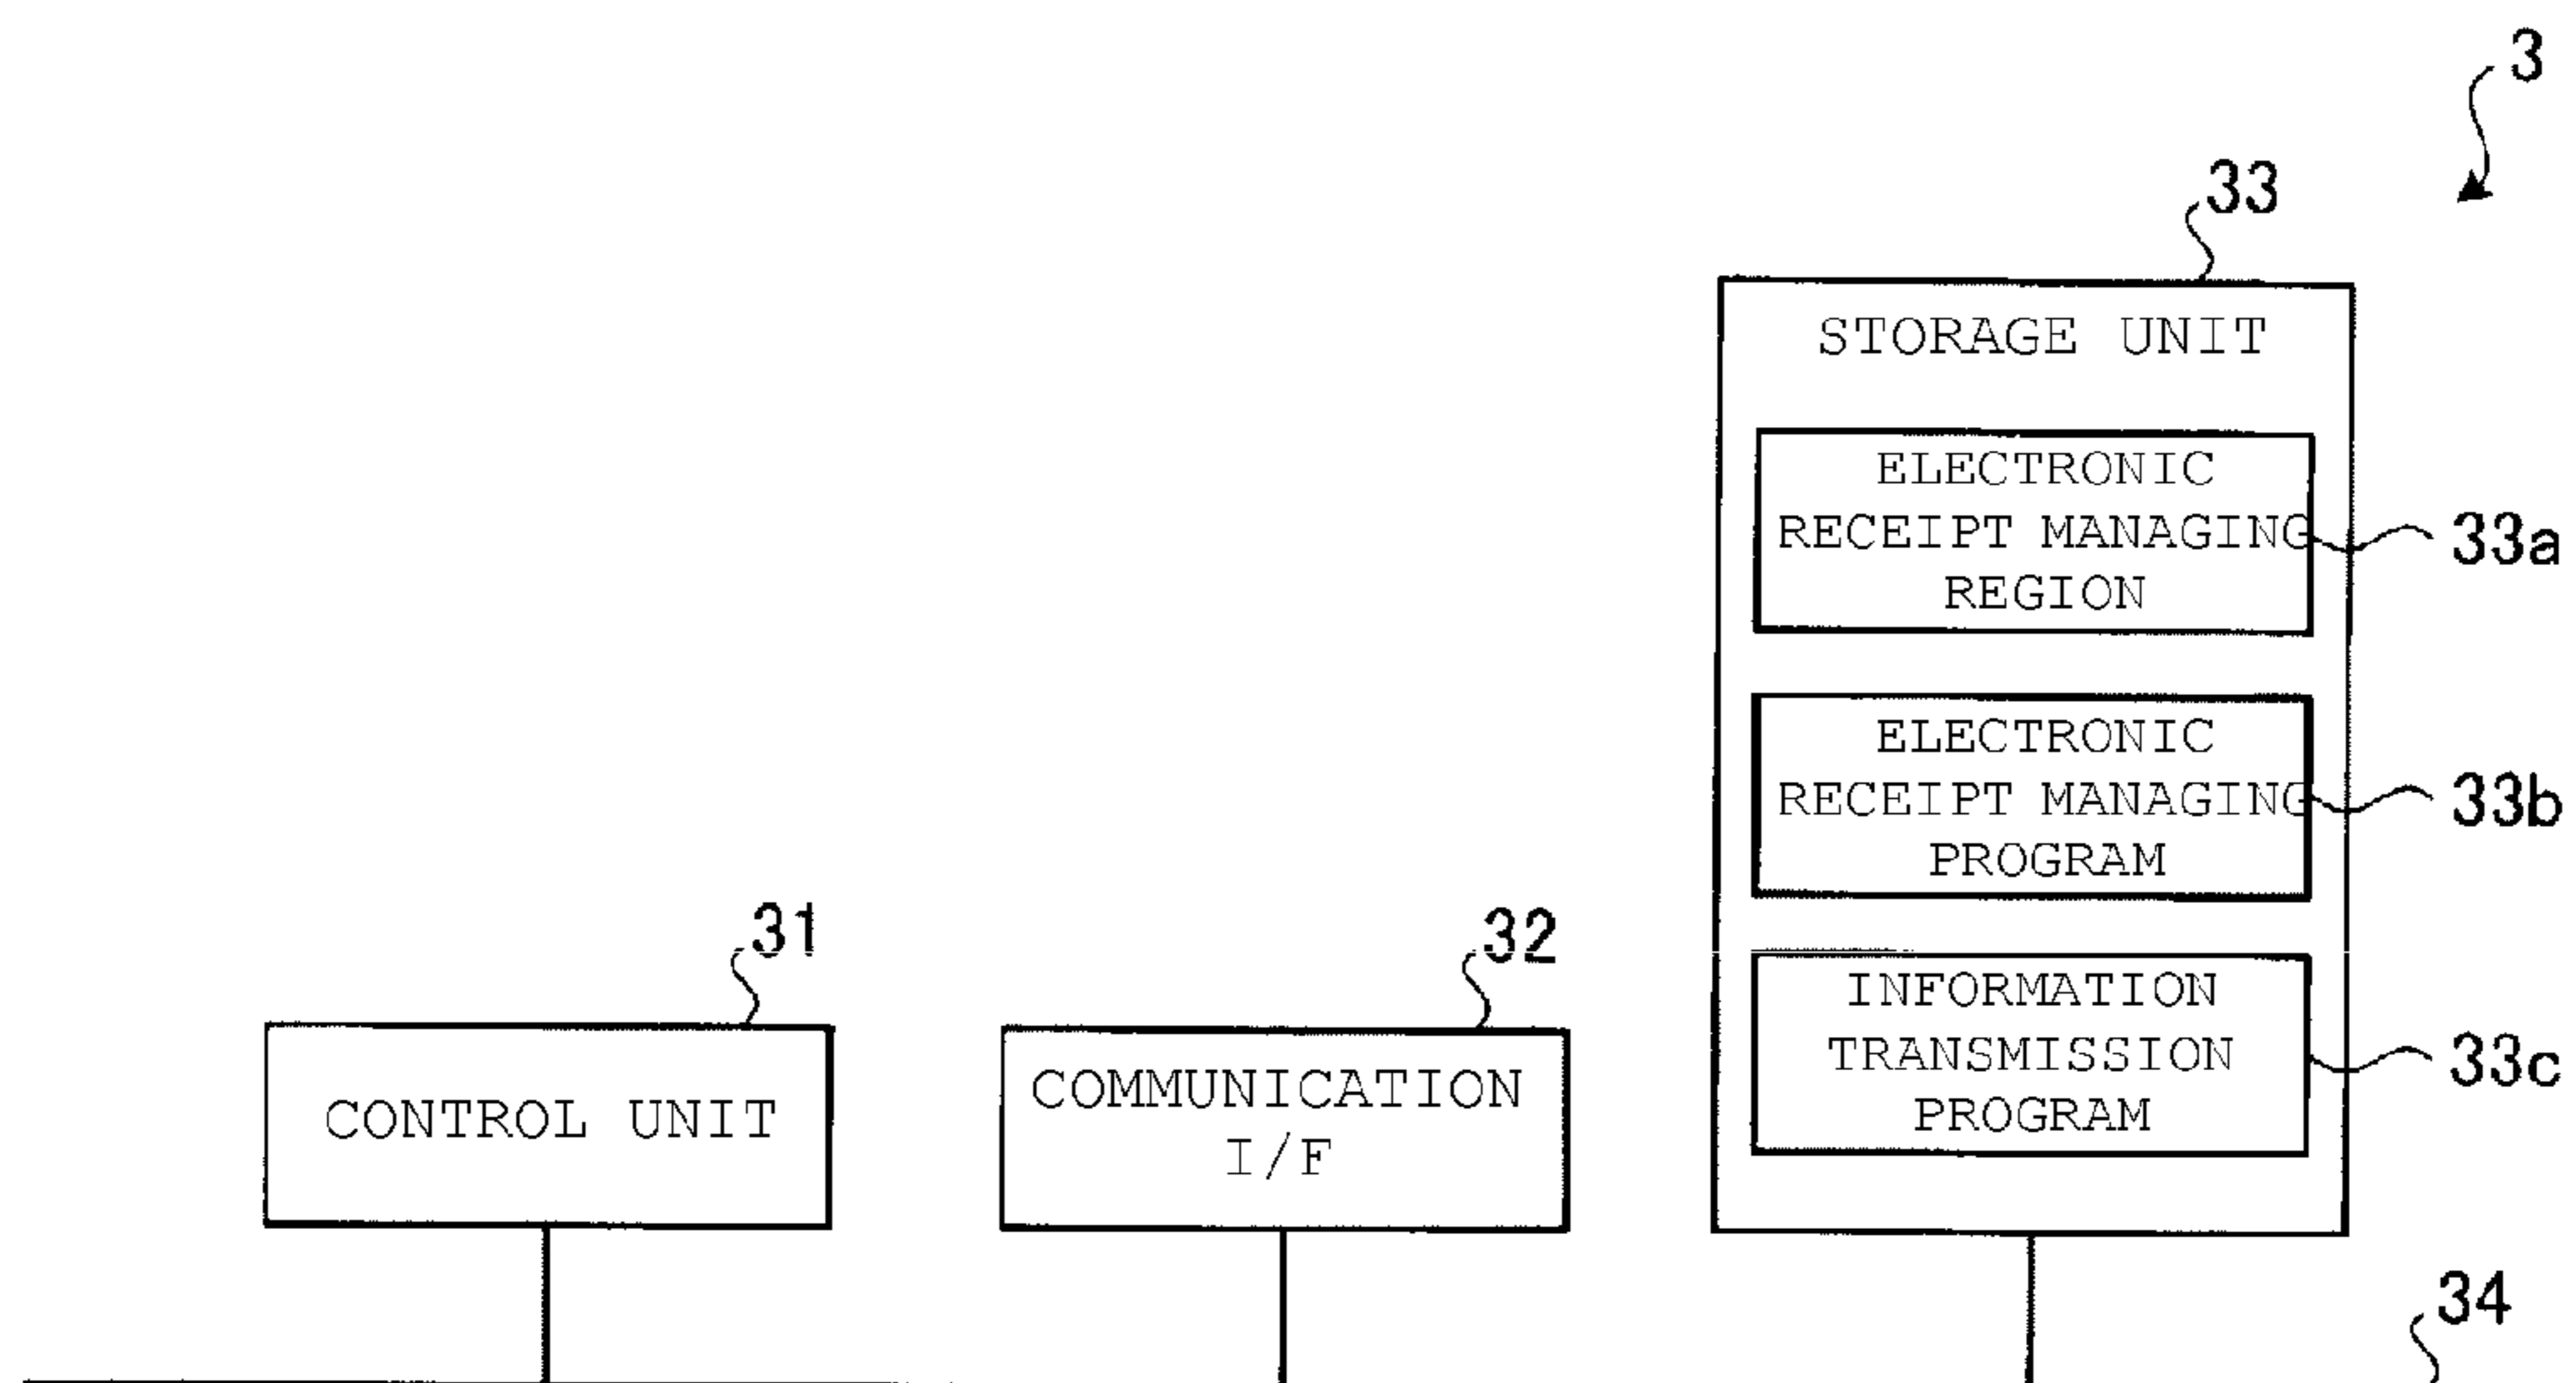 3
33
STORAGE UNIT
ELECTRONIC
RECEIPT MANAGING
REGION
33a
ELECTRONIC
RECEIPT MANAGING
PROGRAM
33b
31
32
INFORMATION
TRANSMISSION
PROGRAM
33c
CONTROL UNIT
COMMUNICATION
I/F
34